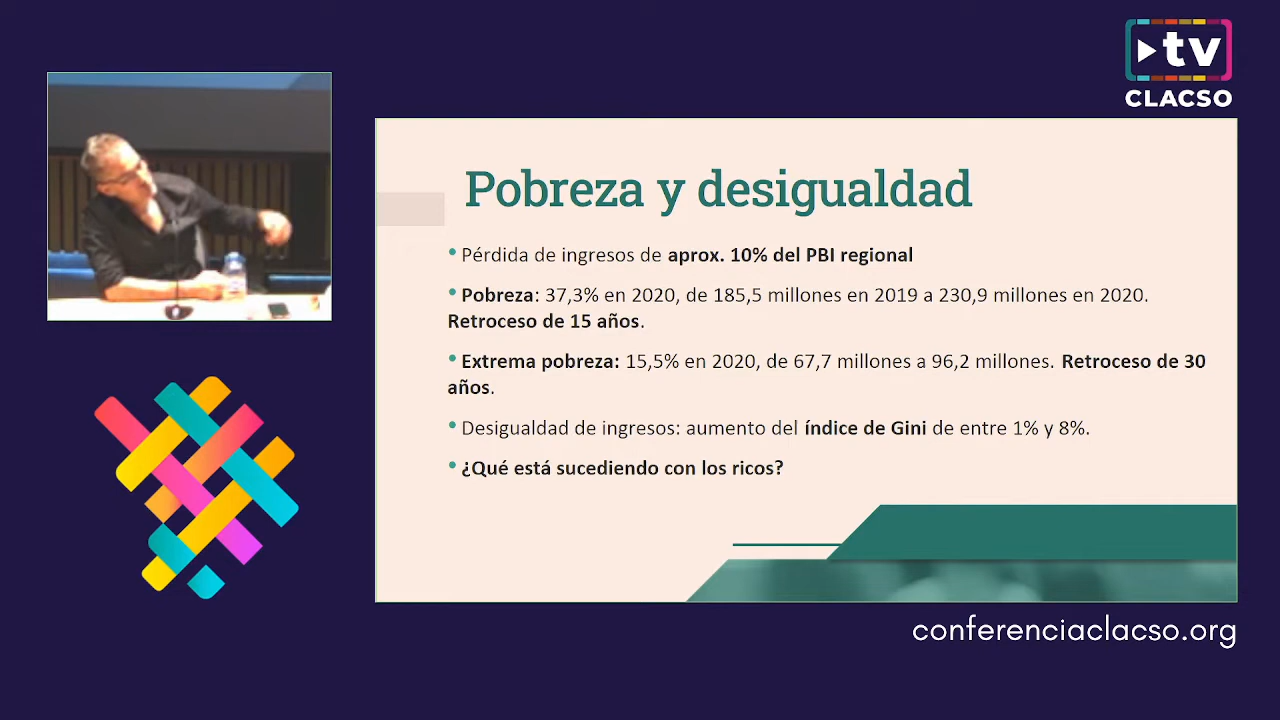 tv
CLACSO
Pobreza y desigualdad
• Pérdida de ingresos de aprox. 10% del PBI regional
• Pobreza: 37,3% en 2020, de 185,5 millones en 2019 a 230,9 millones en 2020.
Retroceso de 15 años.
• Extrema pobreza: 15,5% en 2020, de 67,7 millones a 96,2 millones. Retroceso de 30
años.
• Desigualdad de ingresos: aumento del índice de Gini de entre 1% y 8%.
• ¿Qué está sucediendo con los ricos?
conferenciaclacso.org